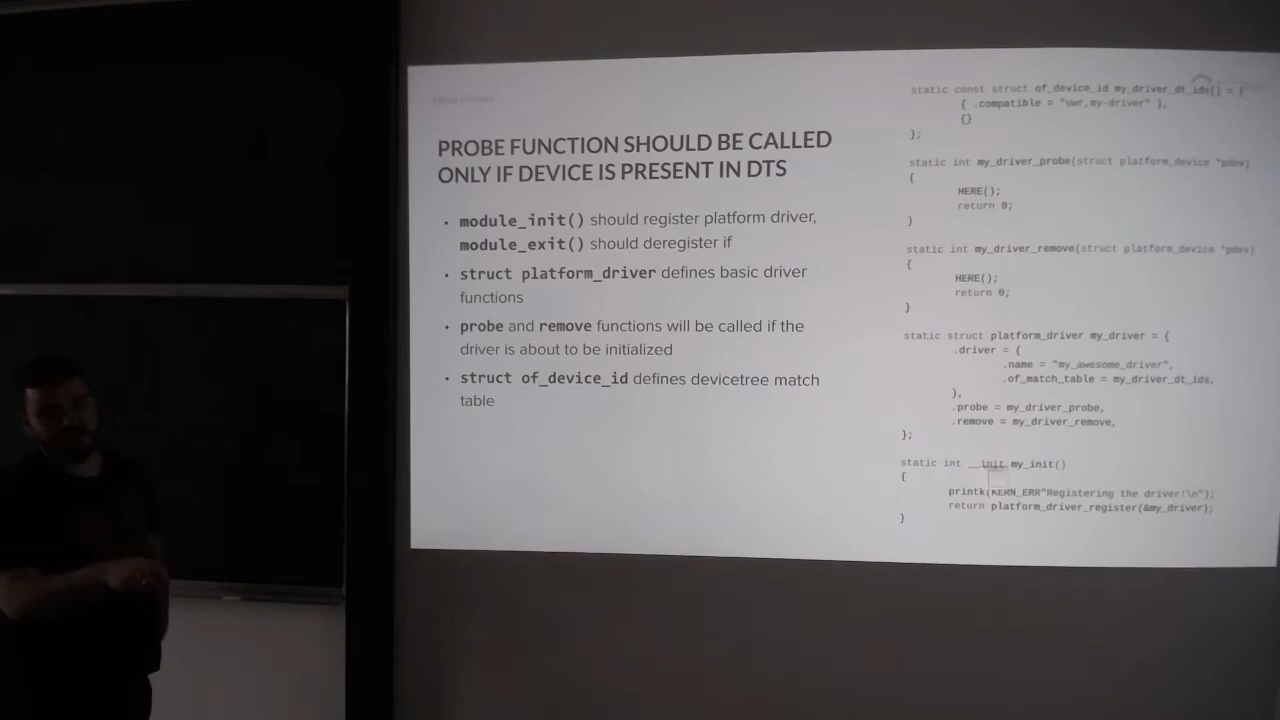 PROBE FUNCTION SHOULD BE CALLED
ONLY IF DEVICE IS PRESENT IN DTS
• module_init() should register platform driver,
module_exit() should deregister if
• struct platform_driver defines basic driver
functions
• probe and remove functions will be called if the
driver is about to be initialized
• struct of_device_id defines devicetree match
table
static const struct of_device_id my_driver_dt_ids[] = {
{ .compatible = "uwr,my-driver" },
{}
};
static int my_driver_probe(struct platform_device *pdev)
{
HERE();
return 0;
}
static int my_driver_remove(struct platform_device *pdev)
{
HERE();
return 0;
}
static struct platform_driver my_driver = {
.driver = {
.name = "my_awesome_driver",
.of_match_table = my_driver_dt_ids,
},
.probe = my_driver_probe,
.remove = my_driver_remove,
};
static int __init my_init()
{
printk(KERN_ERR"Registering the driver!\n");
return platform_driver_register(&my_driver);
}